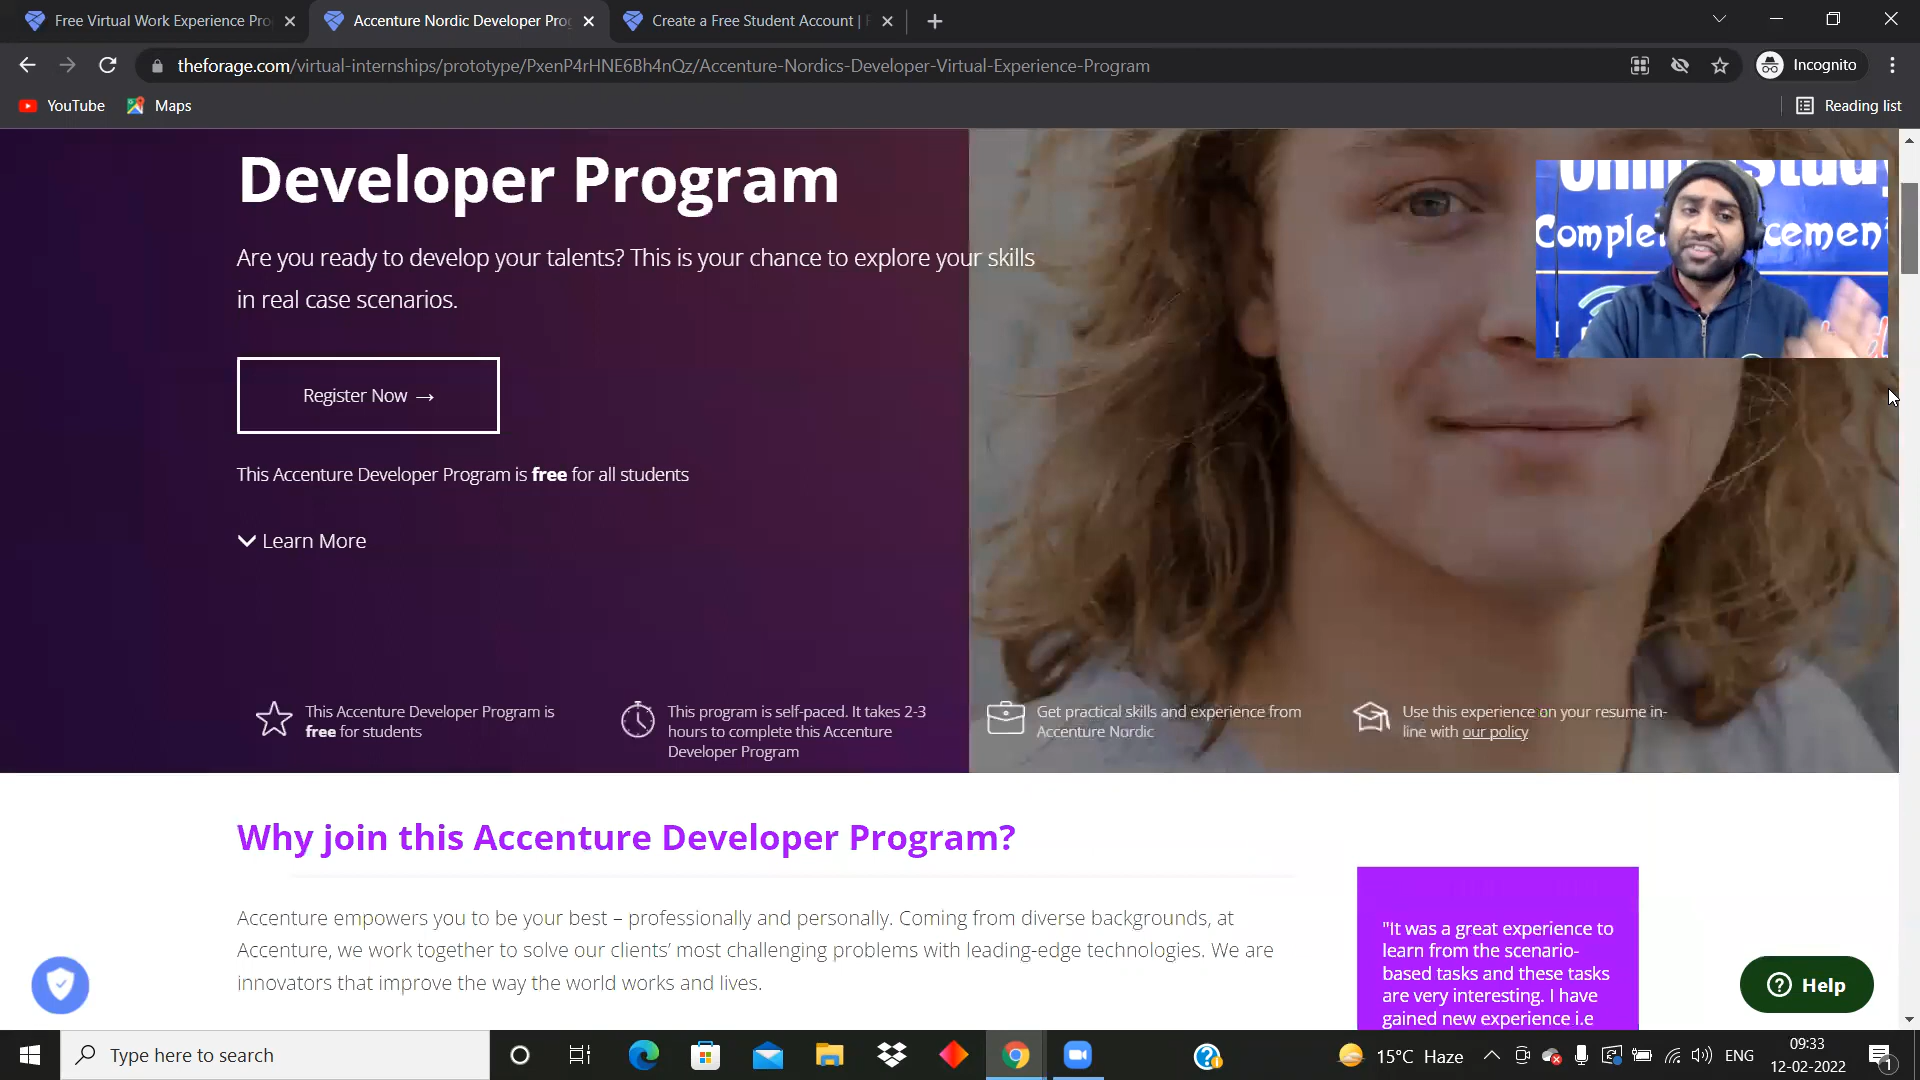 Free Virtual Work Experience Pro
Accenture Nordic Developer Prog
Create a Free Student Account |
theforage.com/virtual-internships/prototype/PxenP4rHNE6Bh4nQz/Accenture-Nordics-Developer-Virtual-Experience-Program
Incognito
YouTube
Maps
Reading list
Developer Program
Are you ready to develop your talents? This is your chance to explore your skills
in real case scenarios.
Register Now →
This Accenture Developer Program is free for all students
Learn More
This Accenture Developer Program is
free for students
This program is self-paced. It takes 2-3
hours to complete this Accenture
Developer Program
Get practical skills and experience from
Accenture Nordic
Use this experience on your resume in-
line with our policy
Why join this Accenture Developer Program?
Accenture empowers you to be your best – professionally and personally. Coming from diverse backgrounds, at
Accenture, we work together to solve our clients’ most challenging problems with leading-edge technologies. We are
innovators that improve the way the world works and lives.
"It was a great experience to
learn from the scenario-
based tasks and these tasks
are very interesting. I have
gained new experience i.e
Help
Type here to search
15°C Haze
ENG
09:33
12-02-2022
1